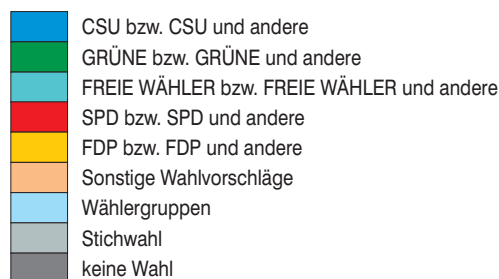 CSU bzw. CSU und andere
GRÜNE bzw. GRÜNE und andere
FREIE WÄHLER bzw. FREIE WÄHLER und andere
SPD bzw. SPD und andere
FDP bzw. FDP und andere
Sonstige Wahlvorschläge
Wählergruppen
Stichwahl
keine Wahl